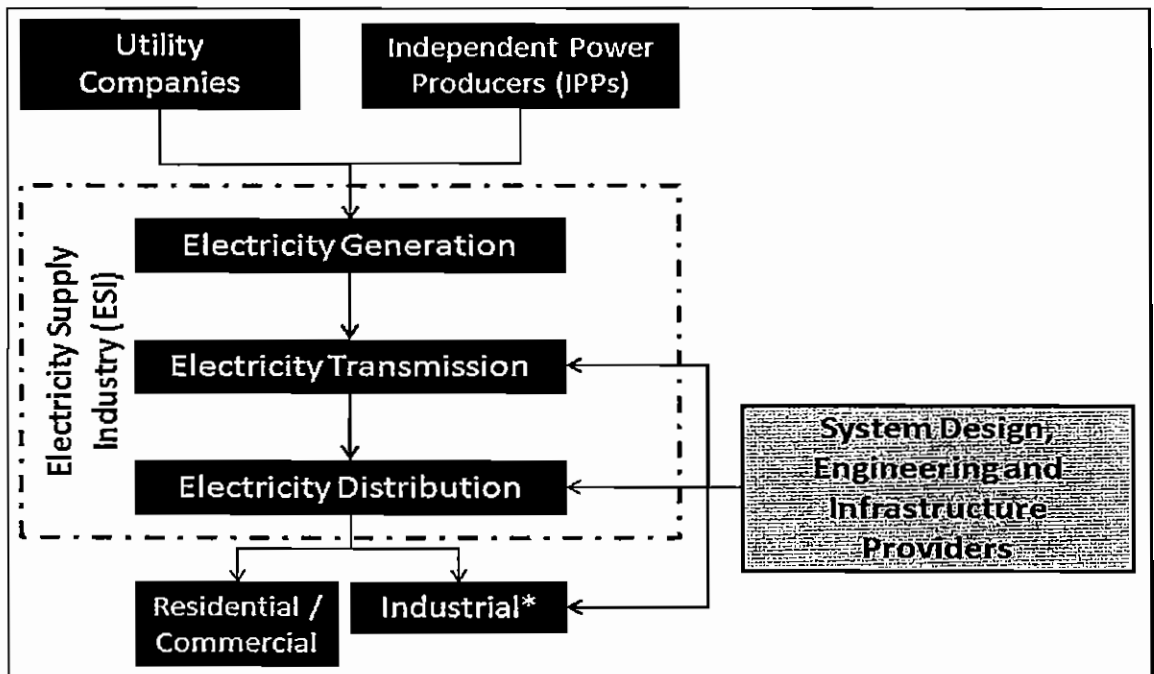 Utility
Companies
Independent Power
Producers (IPPs)
Electricity Supply
Industry (ESI)
Electricity Generation
Electricity Transmission
Electricity Distribution
System Design,
Engineering and
Infrastructure
Providers
Residential /
Commercial
Industrial*